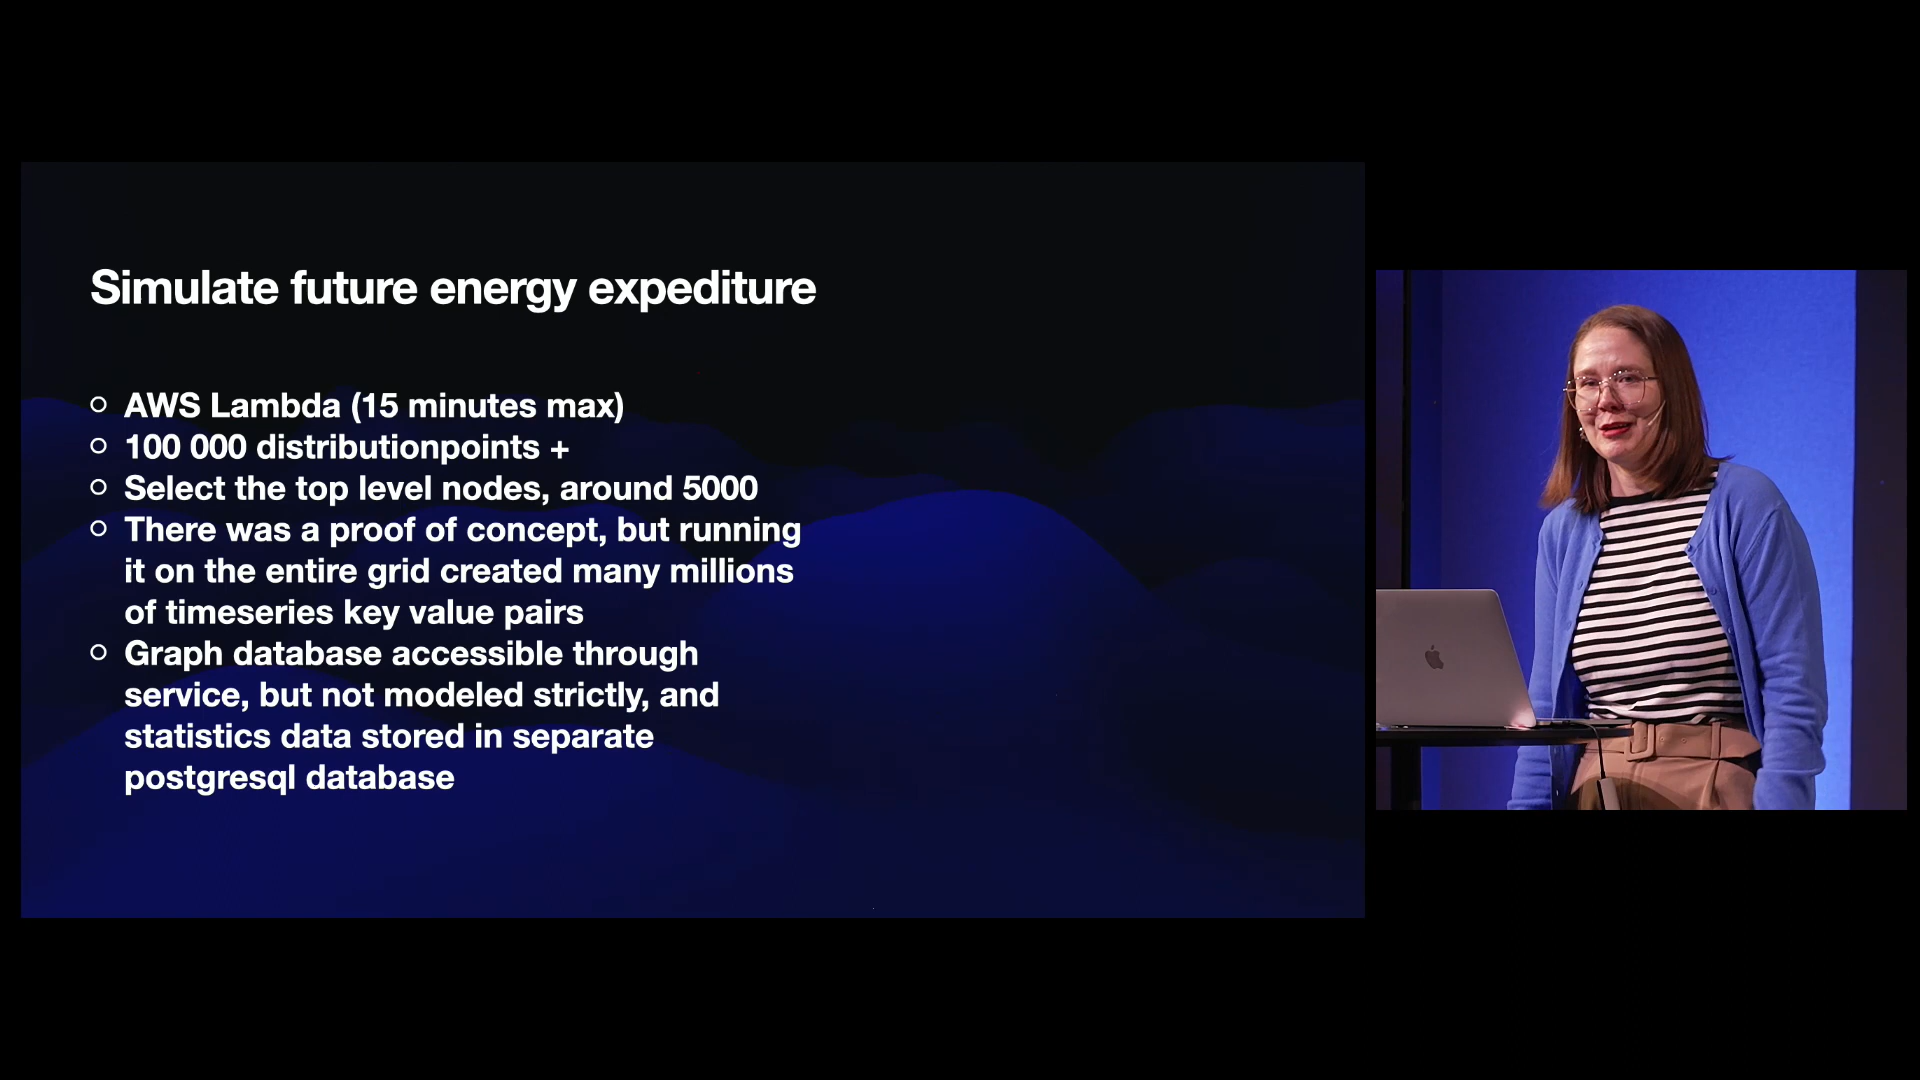 Simulate future energy expediture
AWS Lambda (15 minutes max)
100 000 distributionpoints +
Select the top level nodes, around 5000
There was a proof of concept, but running
it on the entire grid created many millions
of timeseries key value pairs
Graph database accessible through
service, but not modeled strictly, and
statistics data stored in separate
postgresql database